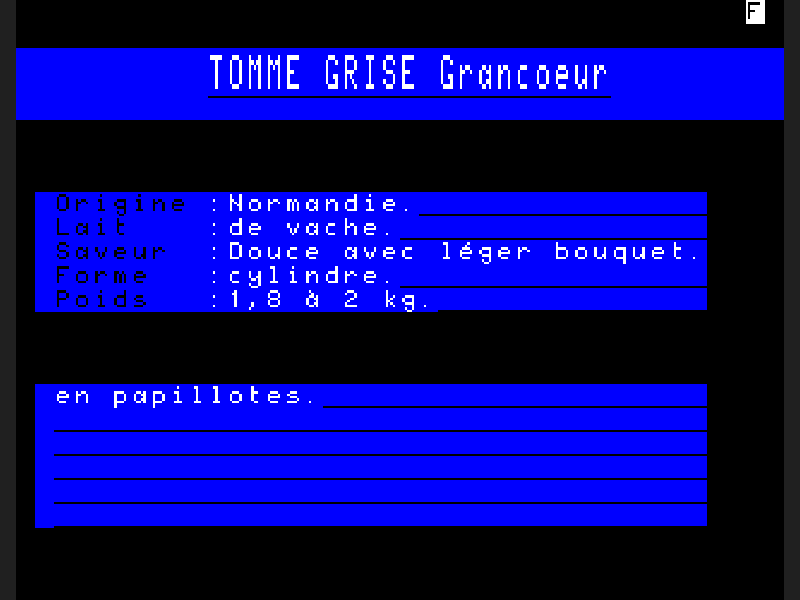 F
TOMME GRISE Grancoeur
Origine :Normandie.
Lait :de vache.
Saveur :Douce avec léger bouquet.
Forme :cylindre.
Poids :1,8 à 2 kg.
en papillotes.